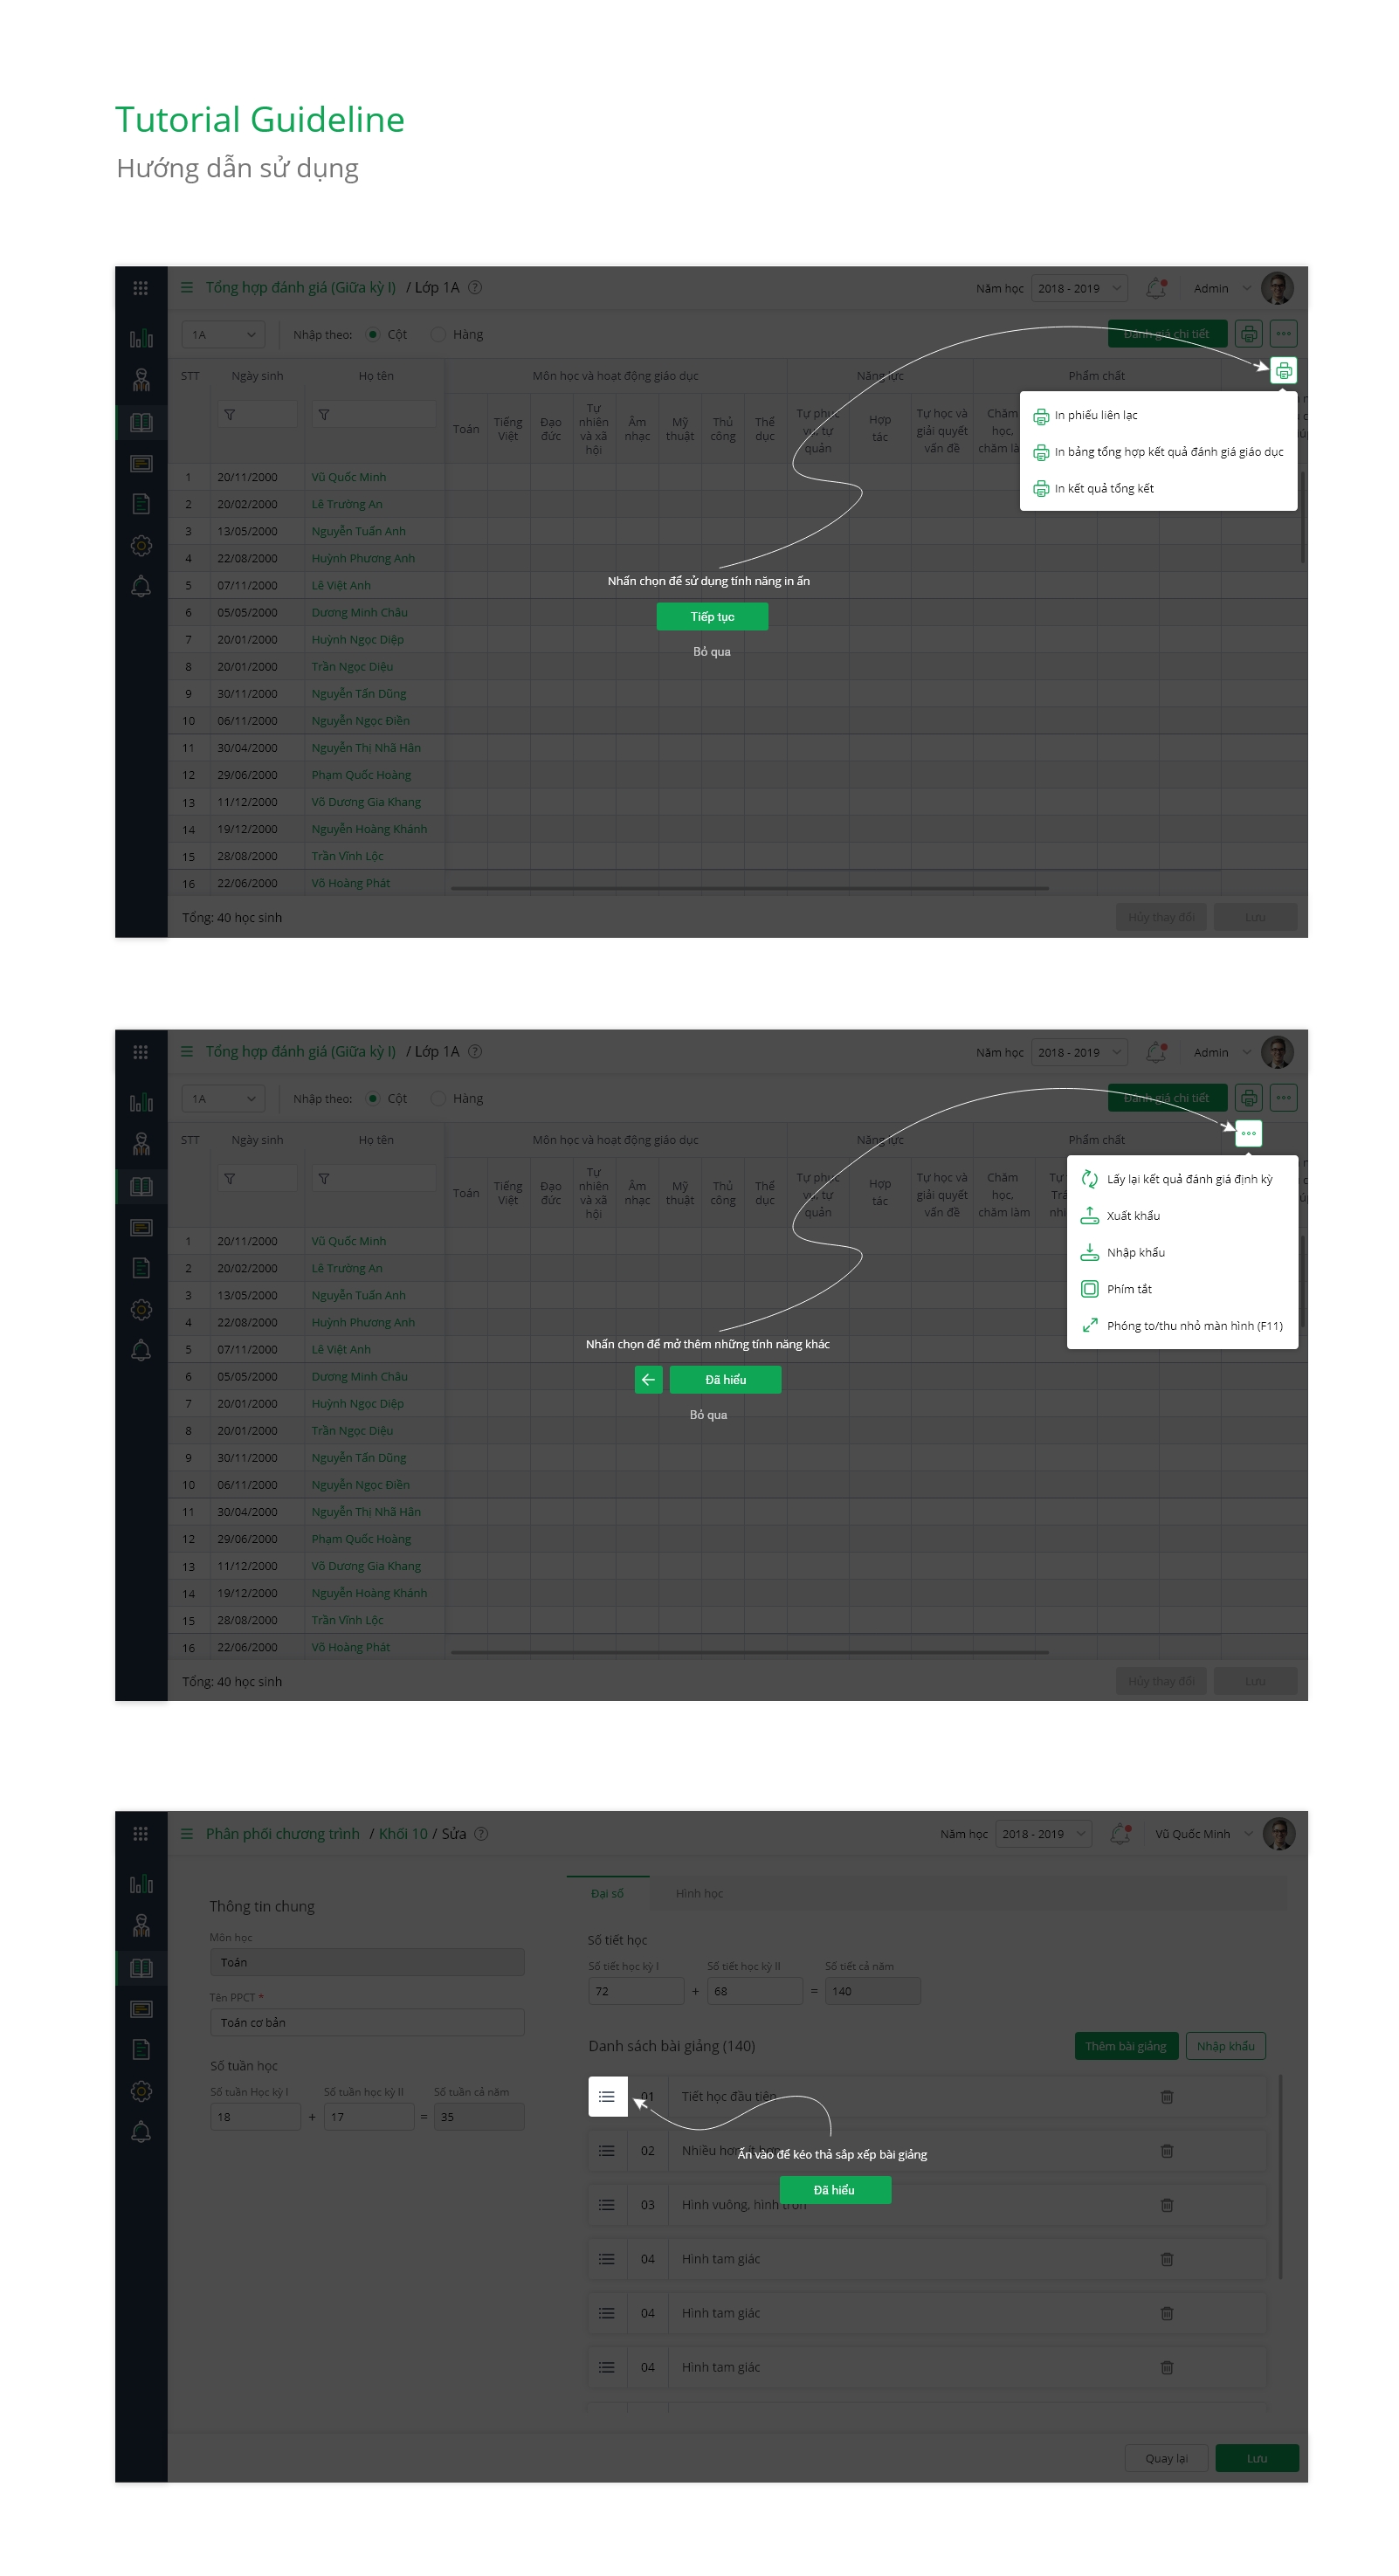 Tutorial Guideline
Hướng dẫn sử dụng
Tổng hợp đánh giá (Giữa kỳ I) / Lớp 1A ?
Năm học 2018 - 2019 Admin
1A Nhập theo: Cột Hàng Đánh giá chi tiết
STT Ngày sinh Họ tên Môn học và hoạt động giáo dục Năng lực Phẩm chất
Toán Tiếng Việt Đạo đức Tự nhiên và xã hội Âm nhạc Mỹ thuật Thủ công Thể dục Tự phục vụ, tự quản Hợp tác Tự học và giải quyết vấn đề Chăm học, chăm
In phiếu liên lạc
In bảng tổng hợp kết quả đánh giá giáo dục
In kết quả tổng kết
1 20/11/2000 Vũ Quốc Minh
2 20/02/2000 Lê Trường An
3 13/05/2000 Nguyễn Tuấn Anh
4 22/08/2000 Huỳnh Phương Anh
5 07/11/2000 Lê Việt Anh
6 05/05/2000 Dương Minh Châu
7 20/01/2000 Huỳnh Ngọc Diệp
8 20/01/2000 Trần Ngọc Diệu
9 30/11/2000 Nguyễn Tấn Dũng
10 06/11/2000 Nguyễn Ngọc Điền
11 30/04/2000 Nguyễn Thị Nhã Hân
12 29/06/2000 Phạm Quốc Hoàng
13 11/12/2000 Võ Dương Gia Khang
14 19/12/2000 Nguyễn Hoàng Khánh
15 28/08/2000 Trần Vĩnh Lộc
16 22/06/2000 Võ Hoàng Phát
Nhấn chọn để sử dụng tính năng in ấn
Tiếp tục
Bỏ qua
Tổng: 40 học sinh Hủy thay đổi Lưu
Tổng hợp đánh giá (Giữa kỳ I) / Lớp 1A ?
Năm học 2018 - 2019 Admin
1A Nhập theo: Cột Hàng Đánh giá chi tiết
STT Ngày sinh Họ tên Môn học và hoạt động giáo dục Năng lực Phẩm chất
Toán Tiếng Việt Đạo đức Tự nhiên và xã hội Âm nhạc Mỹ thuật Thủ công Thể dục Tự phục vụ, tự quản Hợp tác Tự học và giải quyết vấn đề Chăm học, chăm làm Tự
Lấy lại kết quả đánh giá định kỳ
Xuất khẩu
Nhập khẩu
Phím tắt
Phóng to/thu nhỏ màn hình (F11)
1 20/11/2000 Vũ Quốc Minh
2 20/02/2000 Lê Trường An
3 13/05/2000 Nguyễn Tuấn Anh
4 22/08/2000 Huỳnh Phương Anh
5 07/11/2000 Lê Việt Anh
6 05/05/2000 Dương Minh Châu
7 20/01/2000 Huỳnh Ngọc Diệp
8 20/01/2000 Trần Ngọc Diệu
9 30/11/2000 Nguyễn Tấn Dũng
10 06/11/2000 Nguyễn Ngọc Điền
11 30/04/2000 Nguyễn Thị Nhã Hân
12 29/06/2000 Phạm Quốc Hoàng
13 11/12/2000 Võ Dương Gia Khang
14 19/12/2000 Nguyễn Hoàng Khánh
15 28/08/2000 Trần Vĩnh Lộc
16 22/06/2000 Võ Hoàng Phát
Nhấn chọn để mở thêm những tính năng khác
Đã hiểu
Bỏ qua
Tổng: 40 học sinh Hủy thay đổi Lưu
Phân phối chương trình / Khối 10 / Sửa ?
Năm học 2018 - 2019 Vũ Quốc Minh
Thông tin chung
Môn học
Toán
Tên PPCT *
Toán cơ bản
Số tuần học
Số tuần Học kỳ I Số tuần học kỳ II Số tuần cả năm
18 + 17 = 35
Đại số Hình học
Số tiết học
Số tiết học kỳ I Số tiết học kỳ II Số tiết cả năm
72 + 68 = 140
Danh sách bài giảng (140) Thêm bài giảng Nhập khẩu
01 Tiết học đầu tiên
02 Nhiều hơn
Ấn vào để kéo thả sắp xếp bài giảng
Đã hiểu
03 Hình vuông, hình tròn
04 Hình tam giác
04 Hình tam giác
04 Hình tam giác
Quay lại Lưu